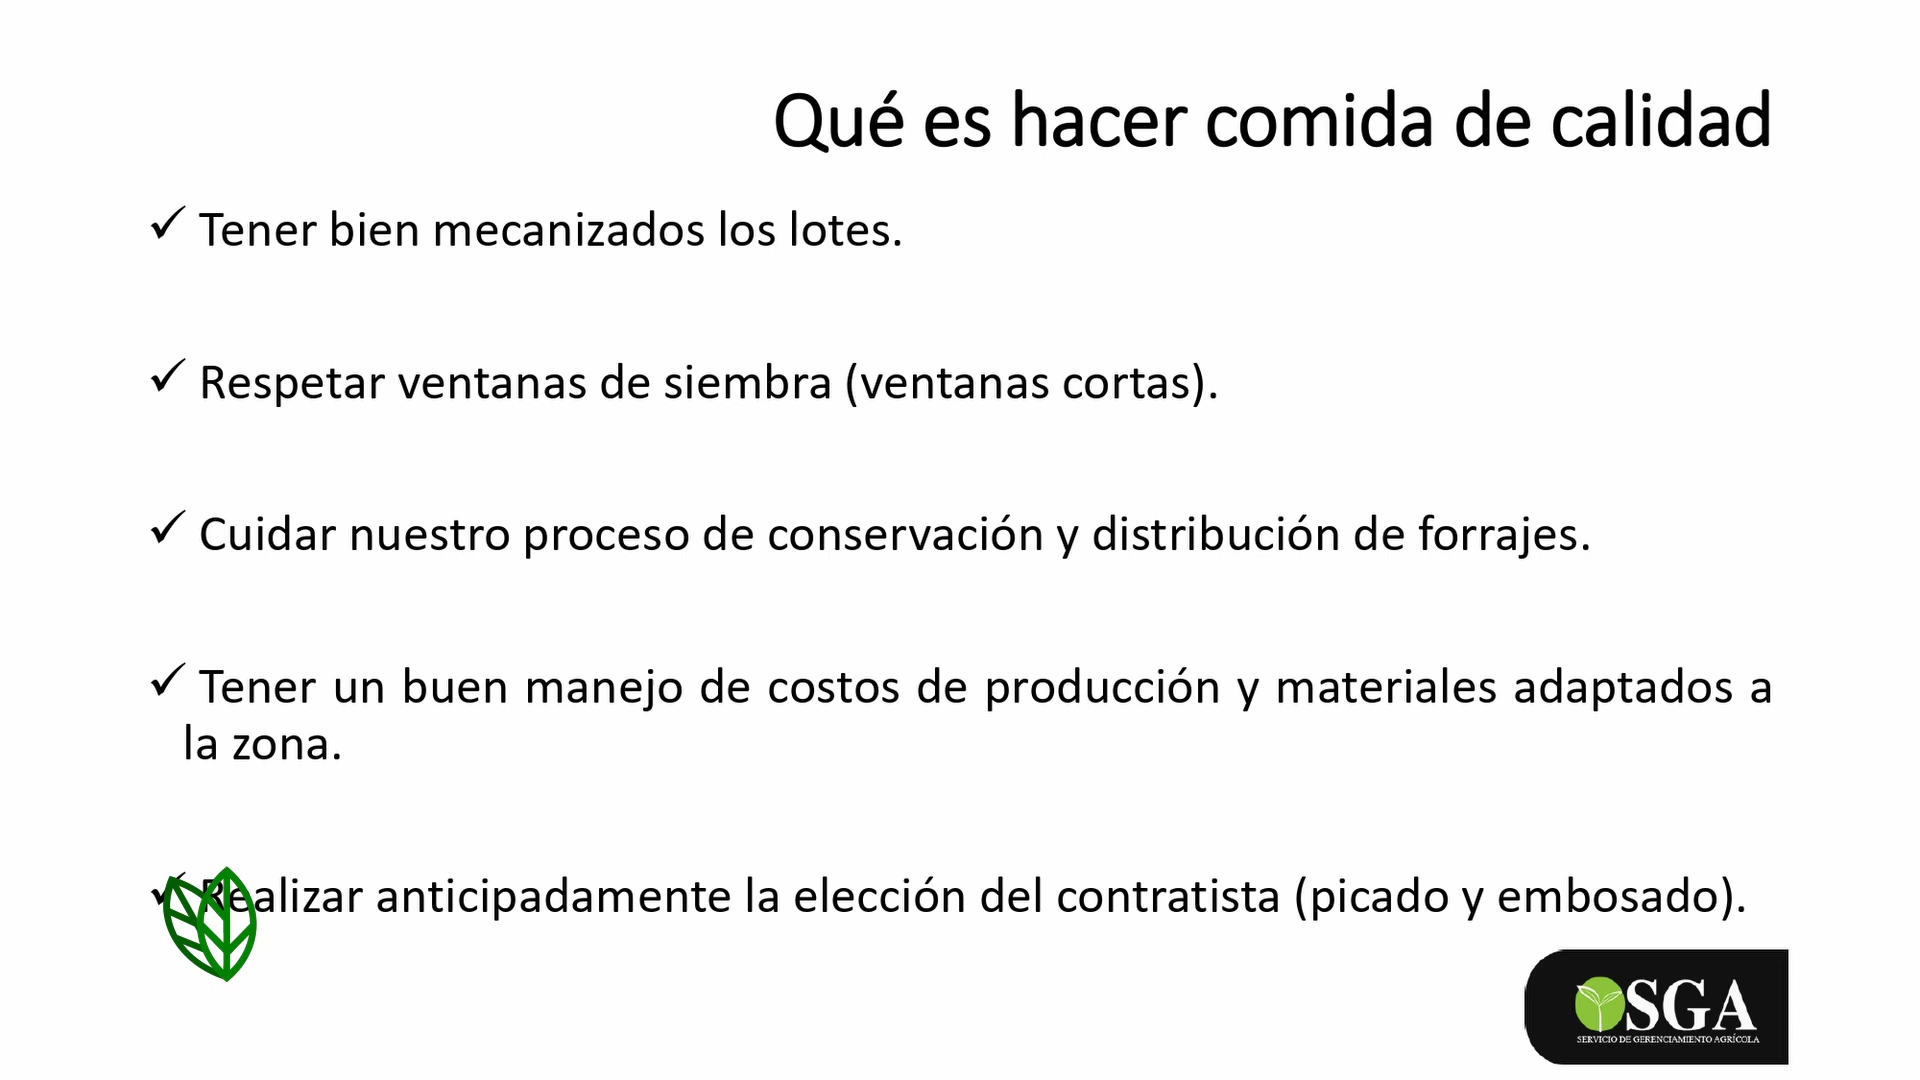 Qué es hacer comida de calidad
✓ Tener bien mecanizados los lotes.
✓ Respetar ventanas de siembra (ventanas cortas).
✓ Cuidar nuestro proceso de conservación y distribución de forrajes.
✓ Tener un buen manejo de costos de producción y materiales adaptados a
la zona.
✓ Realizar anticipadamente la elección del contratista (picado y embosado).
SGA
SERVICIO DE GERENCIAMIENTO AGRÍCOLA